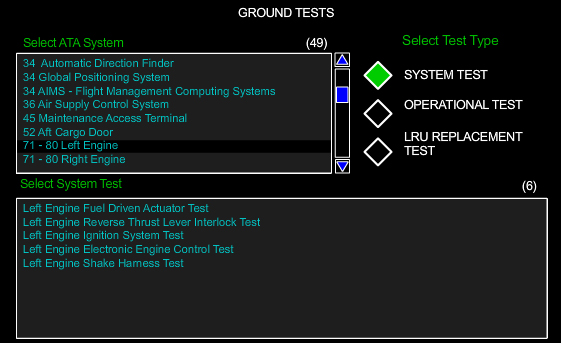 GROUND TESTS
Select ATA System
(49)
Select Test Type
34 Automatic Direction Finder
34 Global Positioning System
34 AIMS - Flight Management Computing Systems
36 Air Supply Control System
45 Maintenance Access Terminal
52 Aft Cargo Door
71 - 80 Left Engine
71 - 80 Right Engine
SYSTEM TEST
OPERATIONAL TEST
LRU REPLACEMENT
TEST
Select System Test
(6)
Left Engine Fuel Driven Actuator Test
Left Engine Reverse Thrust Lever Interlock Test
Left Engine Ignition System Test
Left Engine Electronic Engine Control Test
Left Engine Shake Harness Test